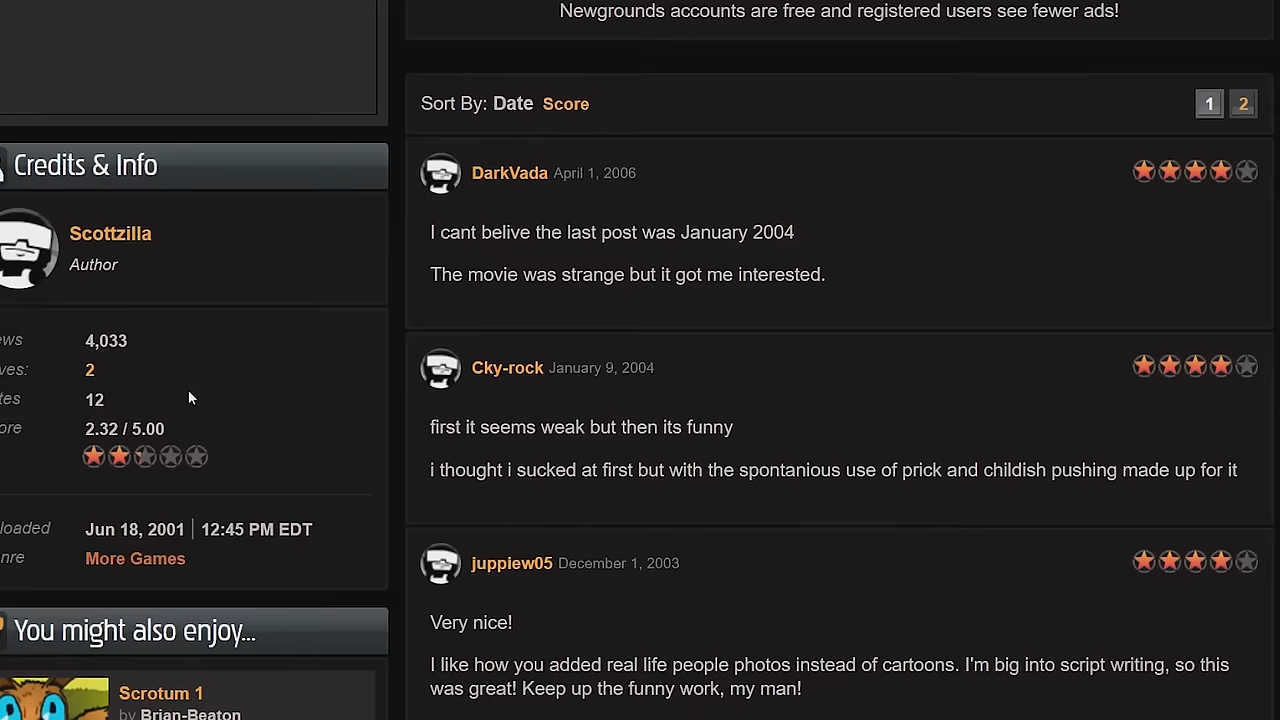 Newgrounds accounts are free and registered users see fewer ads!
Sort By: Date Score
1 2
Credits & Info
Scottzilla
Author
ews 4,033
ves: 2
tes 12
ore 2.32 / 5.00
loaded Jun 18, 2001 | 12:45 PM EDT
nre More Games
You might also enjoy...
Scrotum 1
by Brian-Beaton
DarkVada April 1, 2006
I cant belive the last post was January 2004
The movie was strange but it got me interested.
Cky-rock January 9, 2004
first it seems weak but then its funny
i thought i sucked at first but with the spontanious use of prick and childish pushing made up for it
juppiew05 December 1, 2003
Very nice!
I like how you added real life people photos instead of cartoons. I'm big into script writing, so this
was great! Keep up the funny work, my man!